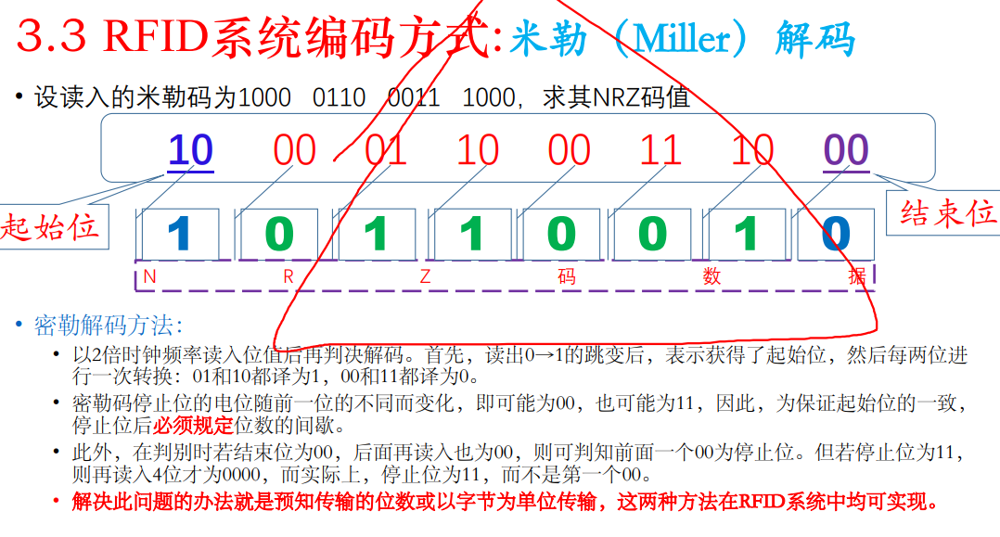 3.3 RFID系统编码方式:米勒（Miller）解码
• 设读入的米勒码为1000 0110 0011 1000，求其NRZ码值
10 00 01 10 00 11 10 00
起始位
结束位
1 0 1 1 0 0 1 0
N R Z 码 数 据
• 密勒解码方法：
• 以2倍时钟频率读入位值后再判决解码。首先，读出0→1的跳变后，表示获得了起始位，然后每两位进
行一次转换：01和10都译为1，00和11都译为0。
• 密勒码停止位的电位随前一位的不同而变化，即可能为00，也可能为11，因此，为保证起始位的一致，
停止位后必须规定位数的间歇。
• 此外，在判别时若结束位为00，后面再读入也为00，则可判知前面一个00为停止位。但若停止位为11，
则再读入4位才为0000，而实际上，停止位为11，而不是第一个00。
• 解决此问题的办法就是预知传输的位数或以字节为单位传输，这两种方法在RFID系统中均可实现。